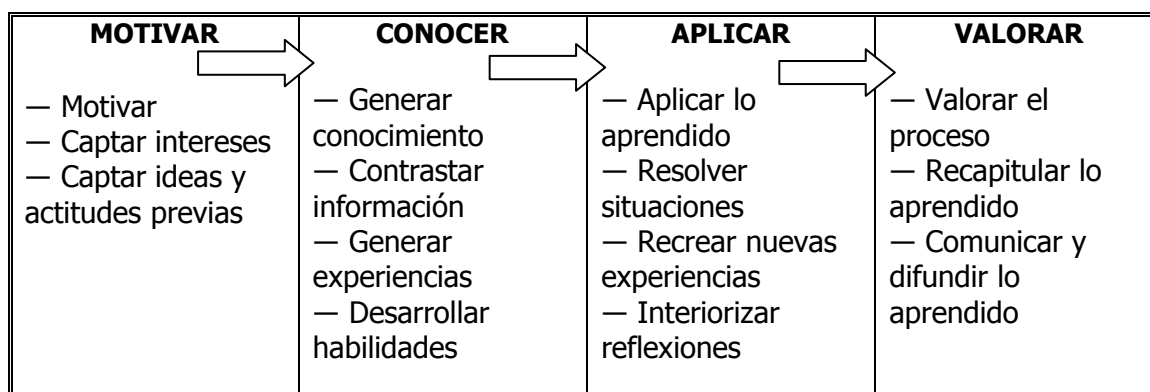 MOTIVAR
— Motivar
— Captar intereses
— Captar ideas y
actitudes previas
CONOCER
— Generar
conocimiento
— Contrastar
información
— Generar
experiencias
— Desarrollar
habilidades
APLICAR
— Aplicar lo
aprendido
— Resolver
situaciones
— Recrear nuevas
experiencias
— Interiorizar
reflexiones
VALORAR
— Valorar el
proceso
— Recapitular lo
aprendido
— Comunicar y
difundir lo
aprendido